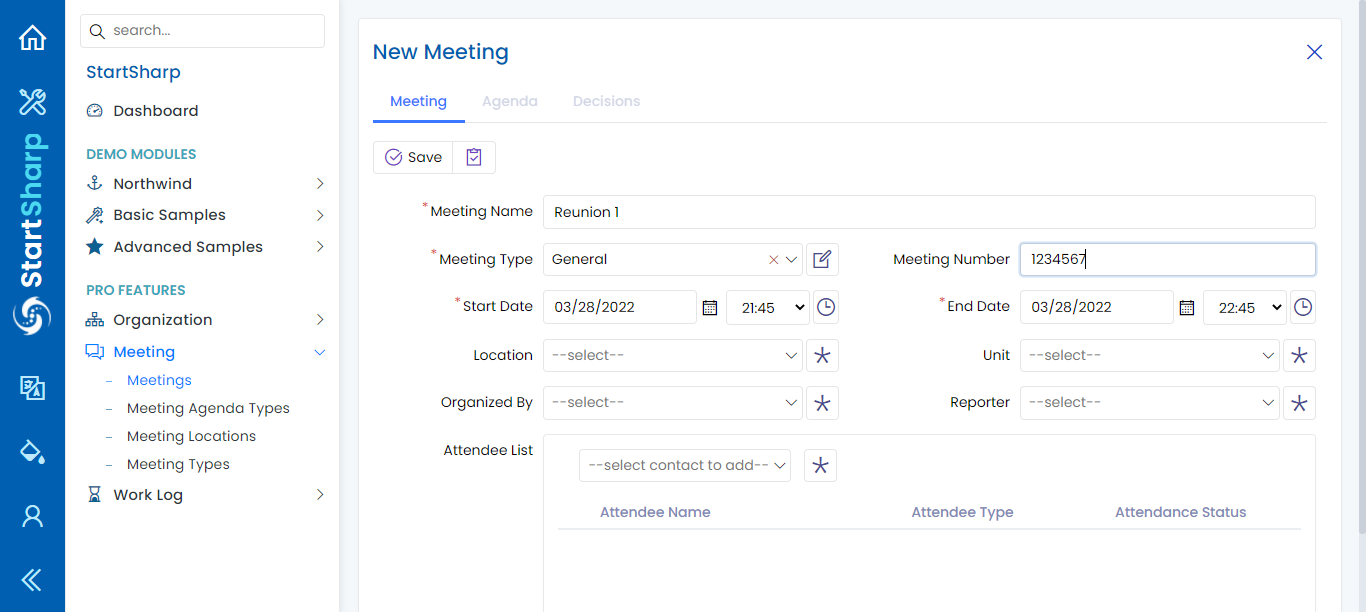 search...
StartSharp
StartSharp
Dashboard
DEMO MODULES
Northwind
Basic Samples
Advanced Samples
PRO FEATURES
Organization
Meeting
– Meetings
– Meeting Agenda Types
– Meeting Locations
– Meeting Types
Work Log
New Meeting
Meeting Agenda Decisions
Save
*Meeting Name Reunion 1
*Meeting Type General Meeting Number 1234567
*Start Date 03/28/2022 21:45 *End Date 03/28/2022 22:45
Location --select-- Unit --select--
Organized By --select-- Reporter --select--
Attendee List
--select contact to add--
Attendee Name Attendee Type Attendance Status